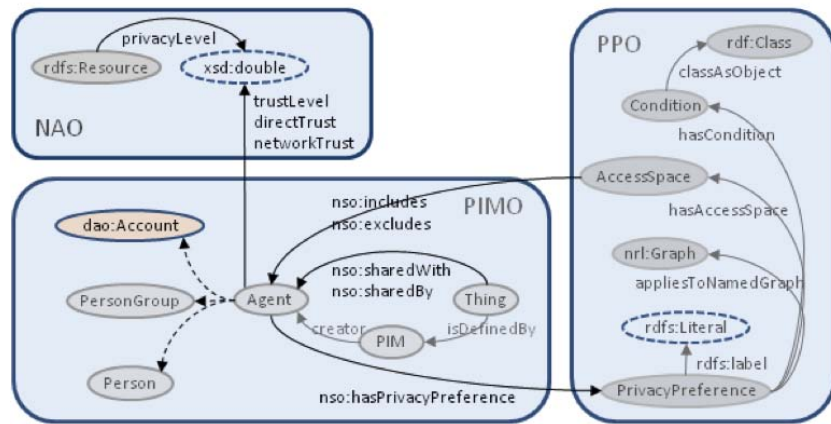 privacyLevel
rdfs:Resource
xsd:double
NAO
trustLevel
directTrust
networkTrust
PPO
rdf:Class
classAsObject
Condition
hasCondition
AccessSpace
hasAccessSpace
nrl:Graph
appliesToNamedGraph
rdfs:Literal
rdfs:label
PrivacyPreference
PIMO
nso:includes
nso:excludes
dao:Account
nso:sharedWith
nso:sharedBy
PersonGroup
Agent
Thing
creator
PIM
isDefinedBy
Person
nso:hasPrivacyPreference